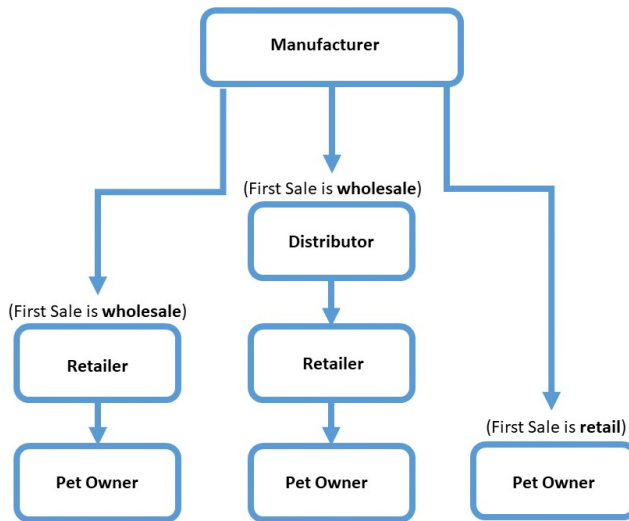 Manufacturer
(First Sale is wholesale)
Distributor
(First Sale is wholesale)
Retailer
Retailer
(First Sale is retail)
Pet Owner
Pet Owner
Pet Owner